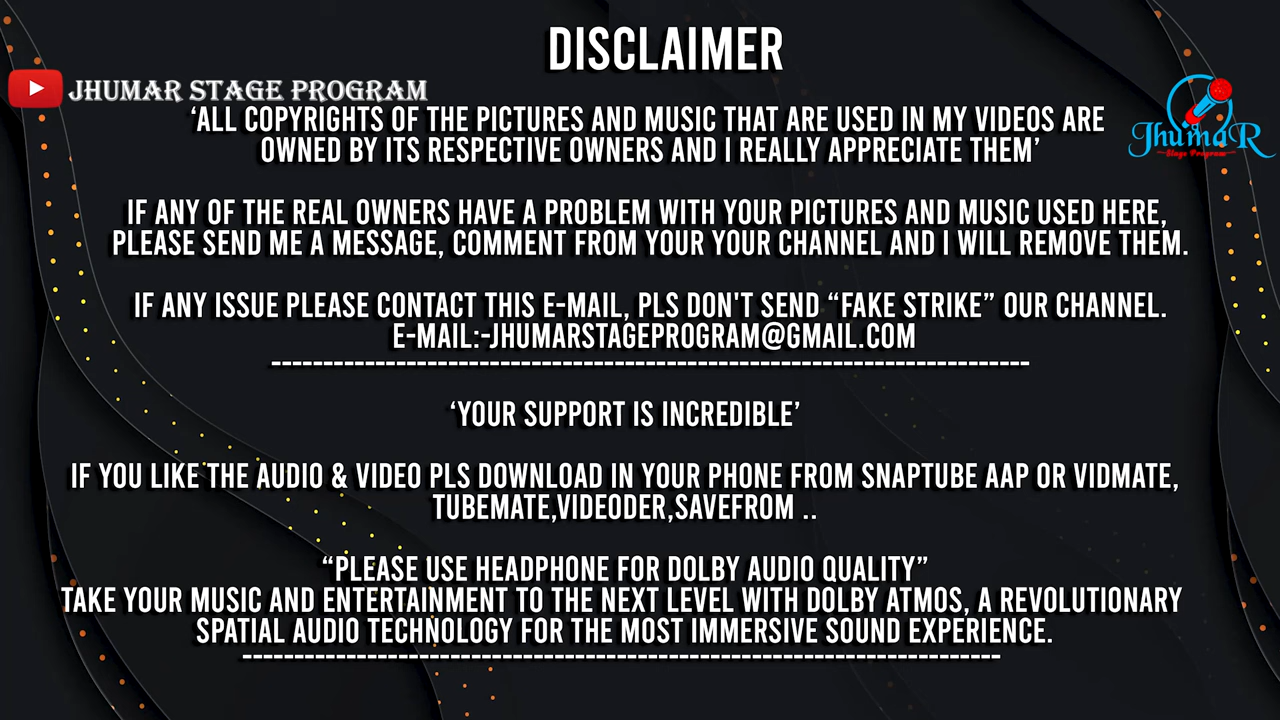 DISCLAIMER
JHUMAR STAGE PROGRAM
‘ALL COPYRIGHTS OF THE PICTURES AND MUSIC THAT ARE USED IN MY VIDEOS ARE
OWNED BY ITS RESPECTIVE OWNERS AND I REALLY APPRECIATE THEM’
JhumaR
Stage Program
IF ANY OF THE REAL OWNERS HAVE A PROBLEM WITH YOUR PICTURES AND MUSIC USED HERE,
PLEASE SEND ME A MESSAGE, COMMENT FROM YOUR YOUR CHANNEL AND I WILL REMOVE THEM.
IF ANY ISSUE PLEASE CONTACT THIS E-MAIL, PLS DON'T SEND “FAKE STRIKE” OUR CHANNEL.
E-MAIL:-JHUMARSTAGEPROGRAM@GMAIL.COM
--------------------------------------------------------------------------
‘YOUR SUPPORT IS INCREDIBLE’
IF YOU LIKE THE AUDIO & VIDEO PLS DOWNLOAD IN YOUR PHONE FROM SNAPTUBE AAP OR VIDMATE,
TUBEMATE,VIDEODER,SAVEFROM ..
“PLEASE USE HEADPHONE FOR DOLBY AUDIO QUALITY”
TAKE YOUR MUSIC AND ENTERTAINMENT TO THE NEXT LEVEL WITH DOLBY ATMOS, A REVOLUTIONARY
SPATIAL AUDIO TECHNOLOGY FOR THE MOST IMMERSIVE SOUND EXPERIENCE.
--------------------------------------------------------------------------